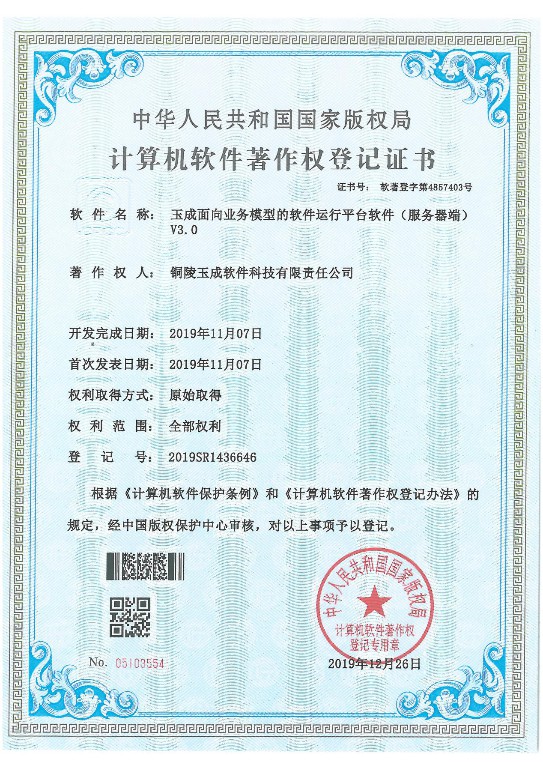 中华人民共和国国家版权局
计算机软件著作权登记证书
证书号： 软著登字第4857403号
软件名称： 玉成面向业务模型的软件运行平台软件（服务器端）
V3.0
著作权人： 铜陵玉成软件科技有限责任公司
开发完成日期： 2019年11月07日
首次发表日期： 2019年11月07日
权利取得方式： 原始取得
权利范围： 全部权利
登记号： 2019SR1436646
根据《计算机软件保护条例》和《计算机软件著作权登记办法》的
规定，经中国版权保护中心审核，对以上事项予以登记。
中华人民共和国国家版权局
计算机软件著作权
登记专用章
No. 05103554
2019年12月26日